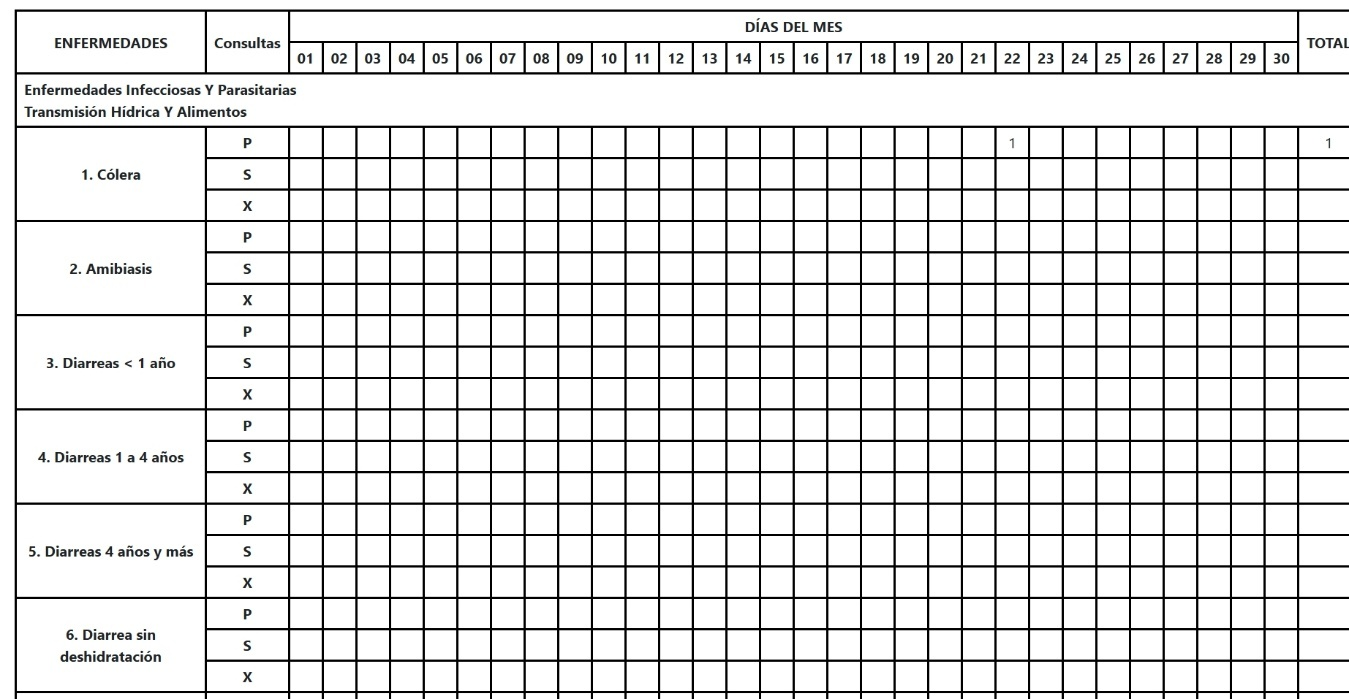 ENFERMEDADES Consultas DÍAS DEL MES TOTAL
01 02 03 04 05 06 07 08 09 10 11 12 13 14 15 16 17 18 19 20 21 22 23 24 25 26 27 28 29 30
Enfermedades Infecciosas Y Parasitarias
Transmisión Hídrica Y Alimentos
1. Cólera
P 1 1
S
X
2. Amibiasis
P
S
X
3. Diarreas < 1 año
P
S
X
4. Diarreas 1 a 4 años
P
S
X
5. Diarreas 4 años y más
P
S
X
6. Diarrea sin
deshidratación
P
S
X